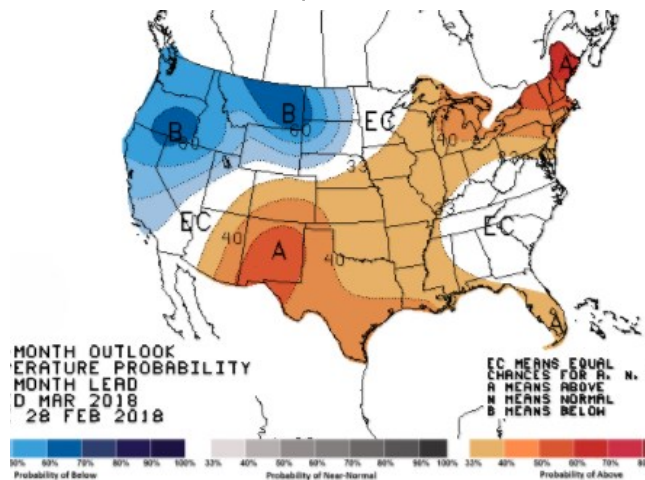 A
B
B
60
60
EC
40
33
33
EC
EC
40
A
40
A
MONTH OUTLOOK
ERATURE PROBABILITY
MONTH LEAD
D MAR 2018
28 FEB 2018
EC MEANS EQUAL
CHANCES FOR A, N,
A MEANS ABOVE
N MEANS NORMAL
B MEANS BELOW
50% 60% 70% 80% 90% 100% 33% 40% 50% 60% 70% 80% 90% 100% 33% 40% 50% 60% 70% 80%
Probability of Below Probability of Near-Normal Probability of Above